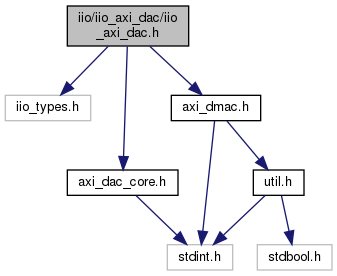 iio/iio_axi_dac/iio
_axi_dac.h
iio_types.h
axi_dmac.h
axi_dac_core.h
util.h
stdint.h
stdbool.h